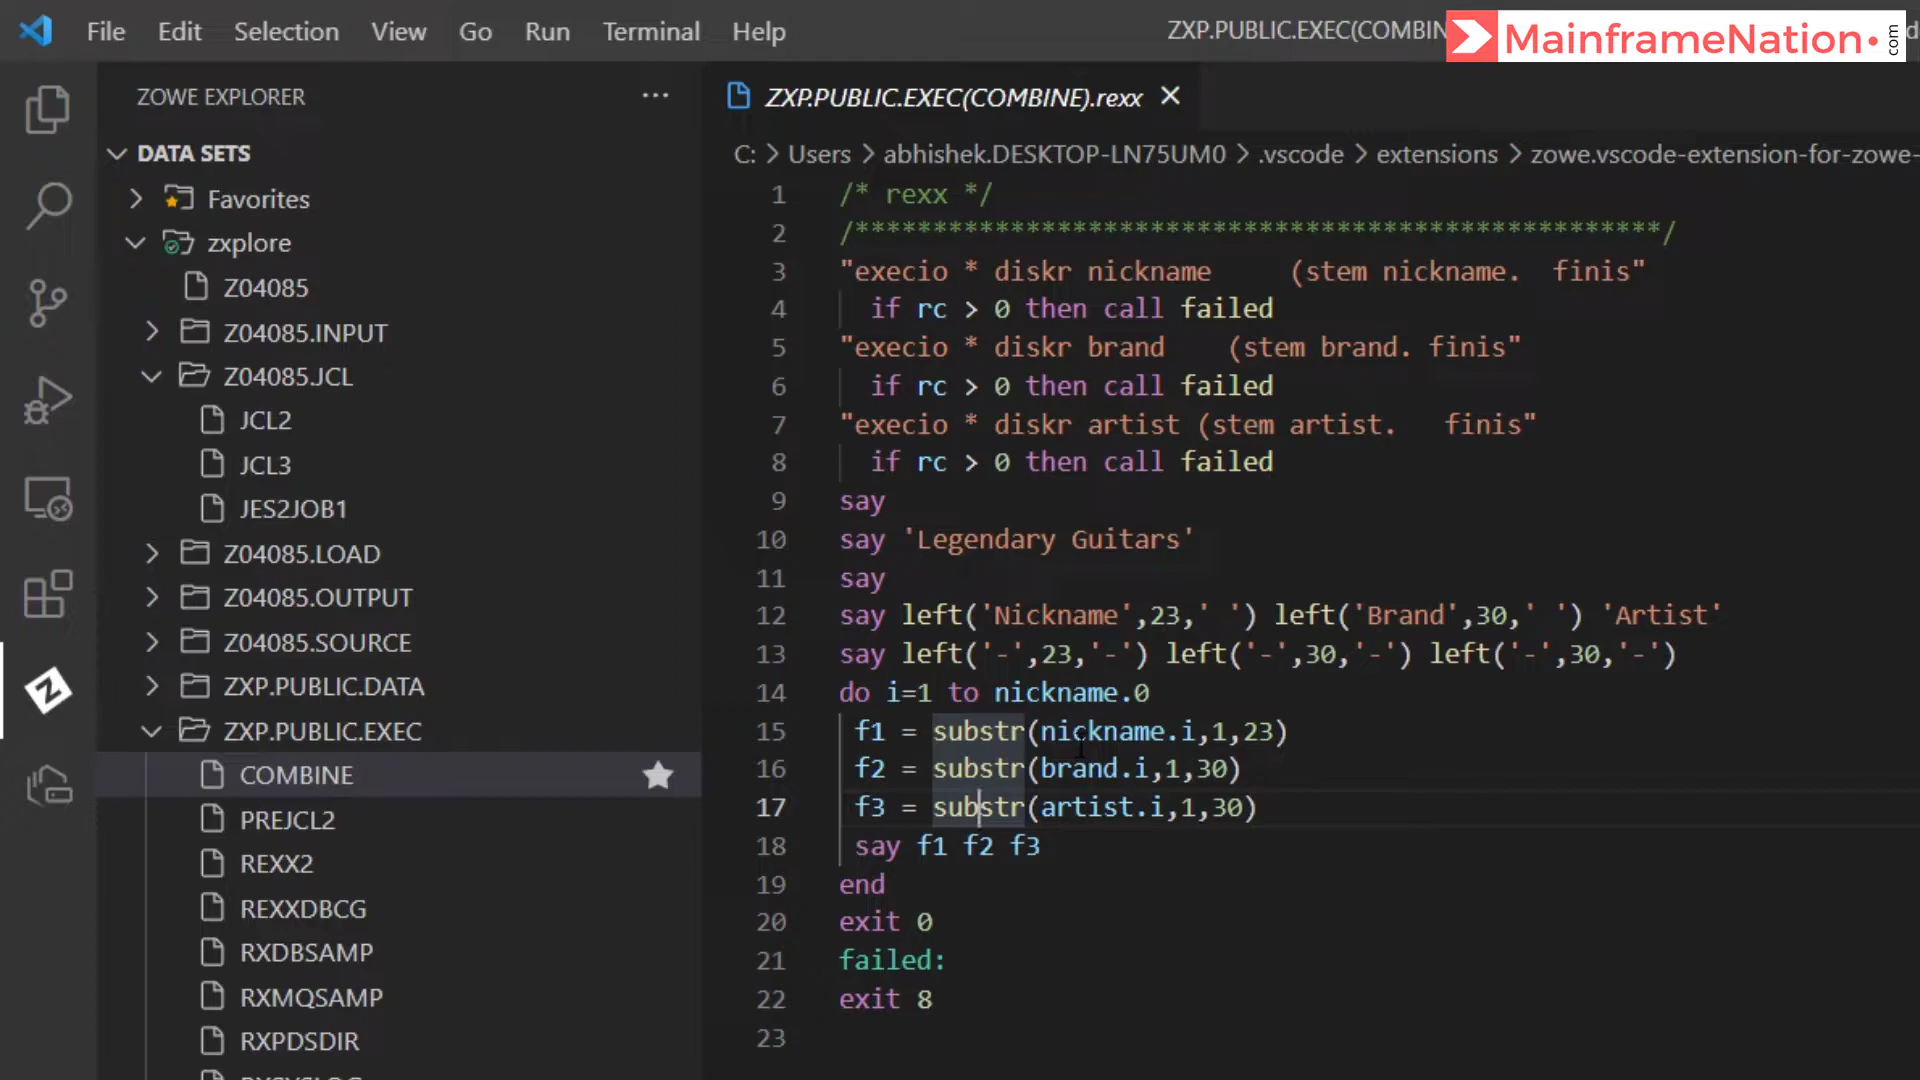 File Edit Selection View Go Run Terminal Help
ZXP.PUBLIC.EXEC(COMBIN
MainframeNation.com
ZOWE EXPLORER
DATA SETS
Favorites
zxplore
Z04085
Z04085.INPUT
Z04085.JCL
JCL2
JCL3
JES2JOB1
Z04085.LOAD
Z04085.OUTPUT
Z04085.SOURCE
ZXP.PUBLIC.DATA
ZXP.PUBLIC.EXEC
COMBINE
PREJCL2
REXX2
REXXDBCG
RXDBSAMP
RXMQSAMP
RXPDSDIR
ZXP.PUBLIC.EXEC(COMBINE).rexx
C: > Users > abhishek.DESKTOP-LN75UM0 > .vscode > extensions > zowe.vscode-extension-for-zowe-
1 /* rexx */
2 /****************************************************/
3 "execio * diskr nickname     (stem nickname.  finis"
4   if rc > 0 then call failed
5 "execio * diskr brand    (stem brand. finis"
6   if rc > 0 then call failed
7 "execio * diskr artist (stem artist.   finis"
8   if rc > 0 then call failed
9 say
10 say 'Legendary Guitars'
11 say
12 say left('Nickname',23,' ') left('Brand',30,' ') 'Artist'
13 say left('-',23,'-') left('-',30,'-') left('-',30,'-')
14 do i=1 to nickname.0
15  f1 = substr(nickname.i,1,23)
16  f2 = substr(brand.i,1,30)
17  f3 = substr(artist.i,1,30)
18  say f1 f2 f3
19 end
20 exit 0
21 failed:
22 exit 8
23